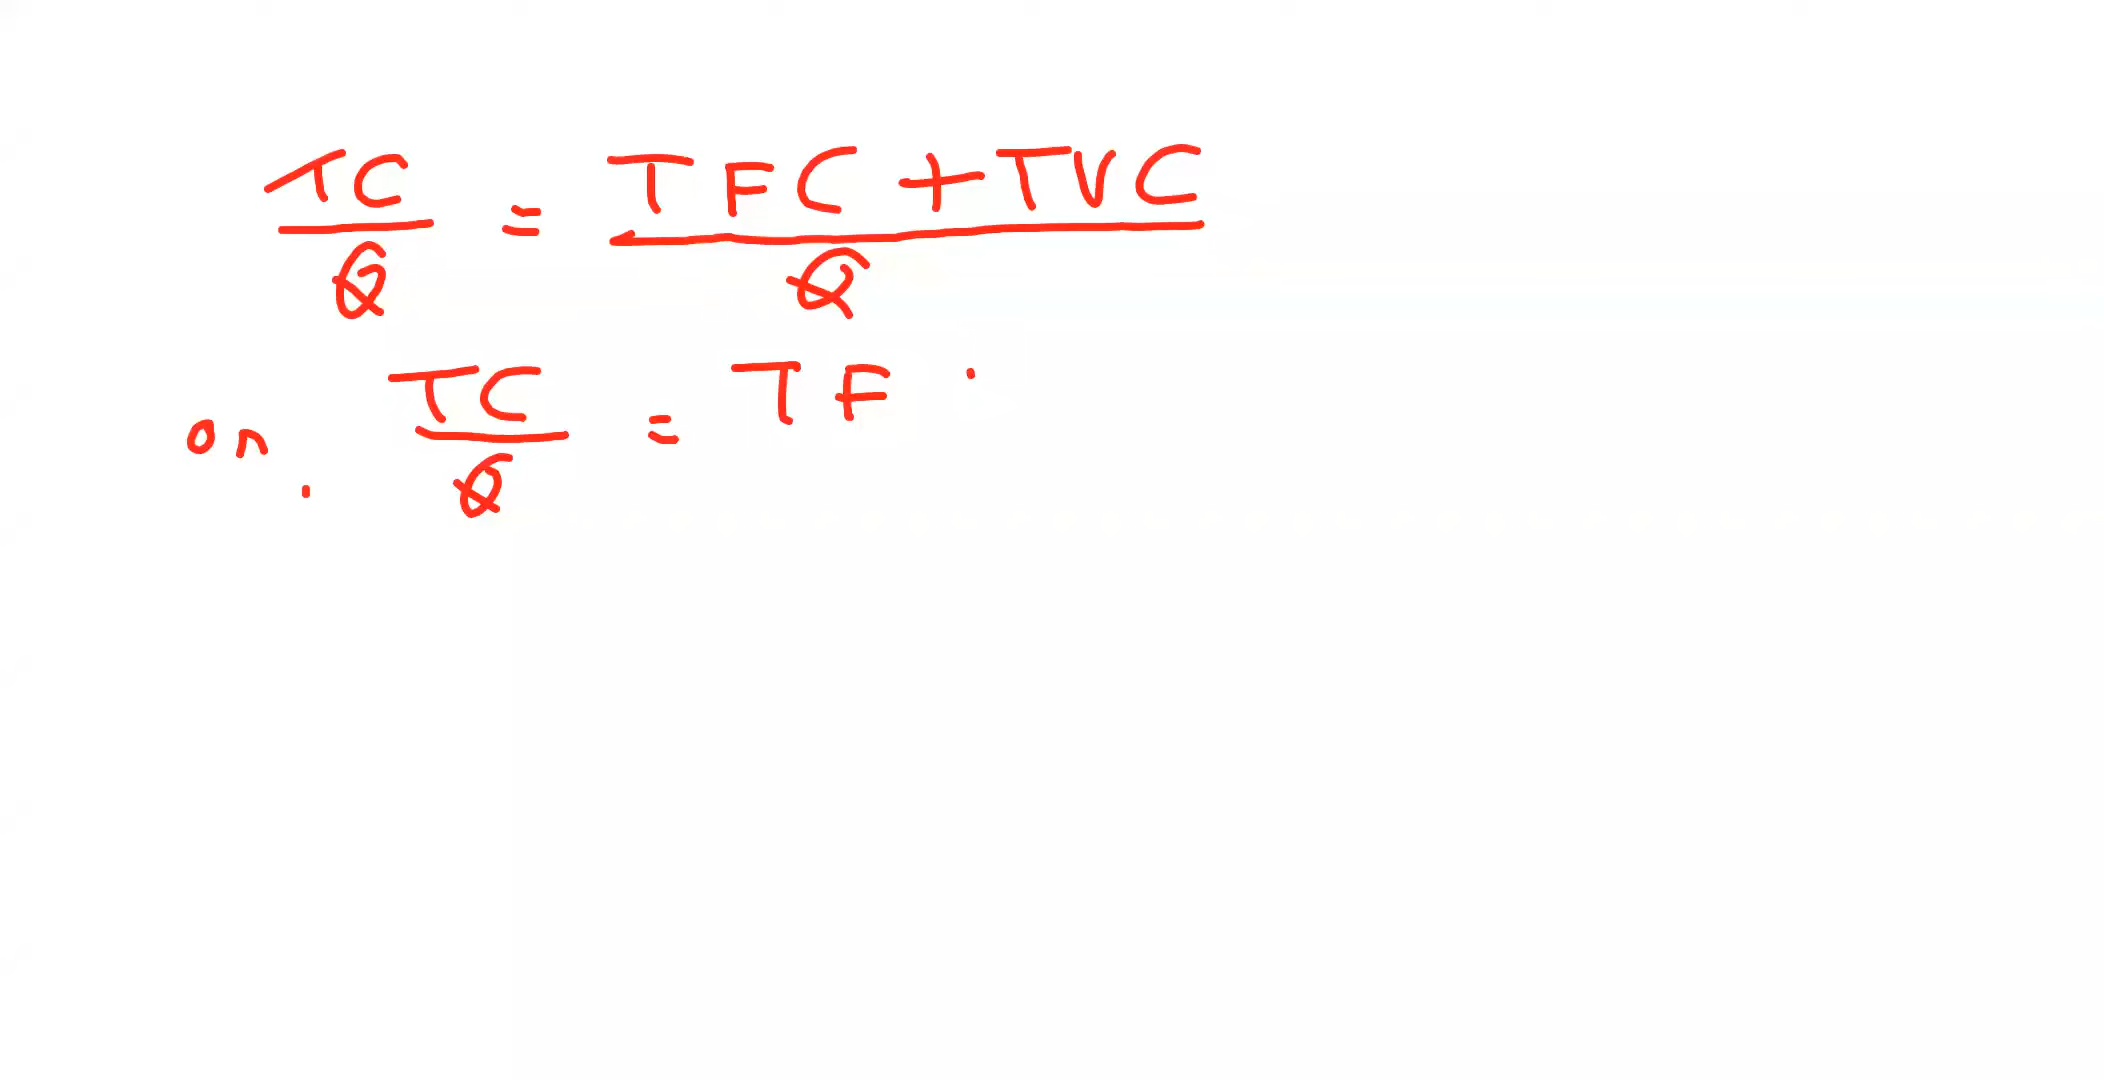 TC/Q = TFC + TVC/Q
or, TC/Q = TF